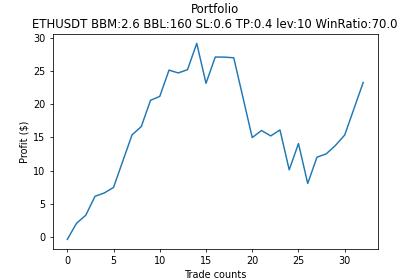 Portfolio
ETHUSDT BBM:2.6 BBL:160 SL:0.6 TP:0.4 lev:10 WinRatio:70.0
30
25
20
15
10
5
0
Profit ($)
0 5 10 15 20 25 30
Trade counts